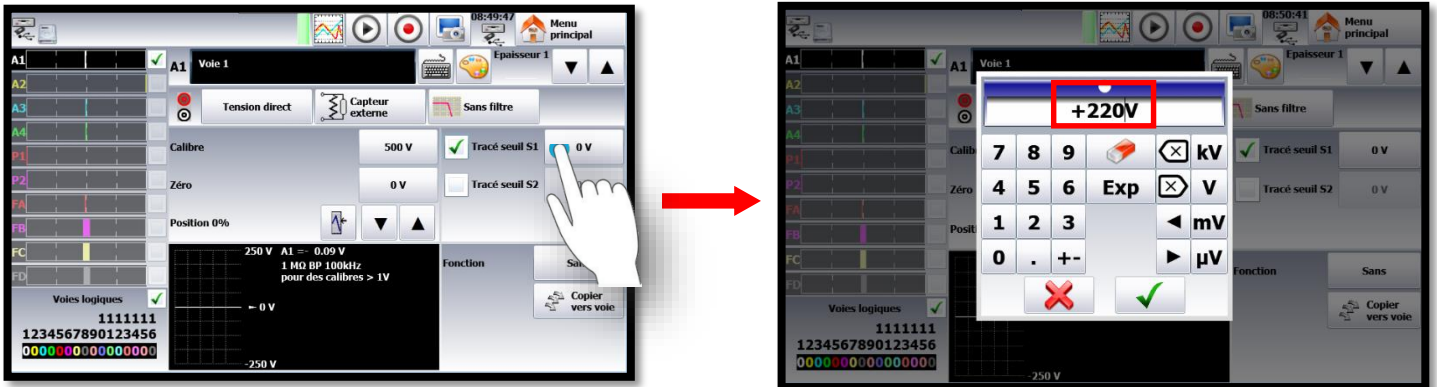 08:49:47
Menu
principal
A1
A2
A3
A4
P1
P2
FA
FB
FC
FD
A1 Voie 1
Epaisseur 1
Tension direct
Capteur
externe
Sans filtre
Calibre
500 V
Tracé seuil S1
0 V
Zéro
0 V
Tracé seuil S2
Position 0%
250 V A1 =- 0.09 V
1 MΩ BP 100kHz
pour des calibres > 1V
0 V
-250 V
Fonction
Copier
vers voie
Voies logiques
1111111
1234567890123456
0000000000000000
08:50:41
Menu
principal
A1
A2
A3
A4
P1
P2
FA
FB
FC
FD
A1 Voie 1
Epaisseur 1
Sans filtre
+220V
7 8 9 kV
4 5 6 Exp V
1 2 3 mV
0 . +- µV
Tracé seuil S1
0 V
Zéro
Tracé seuil S2
0 V
Fonction
Sans
Copier
vers voie
Voies logiques
1111111
1234567890123456
0000000000000000
-250 V